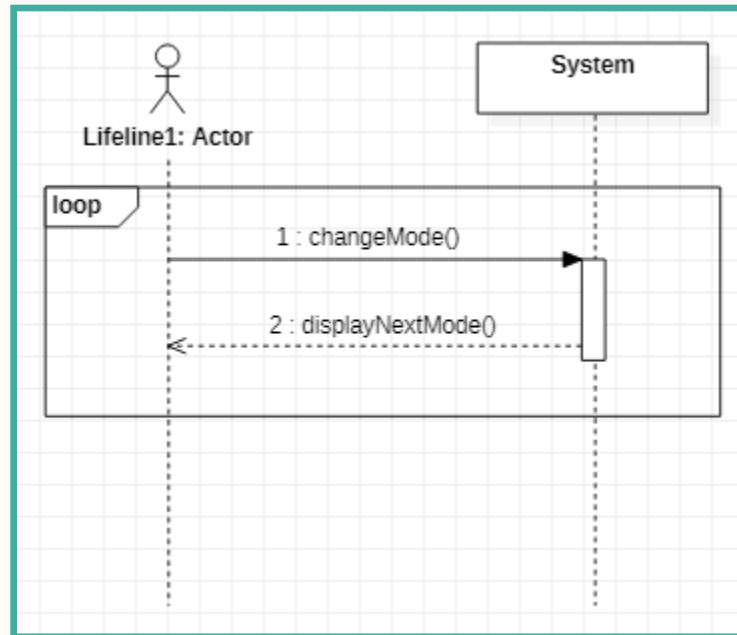 System
Lifeline1: Actor
loop
1 : changeMode()
2 : displayNextMode()